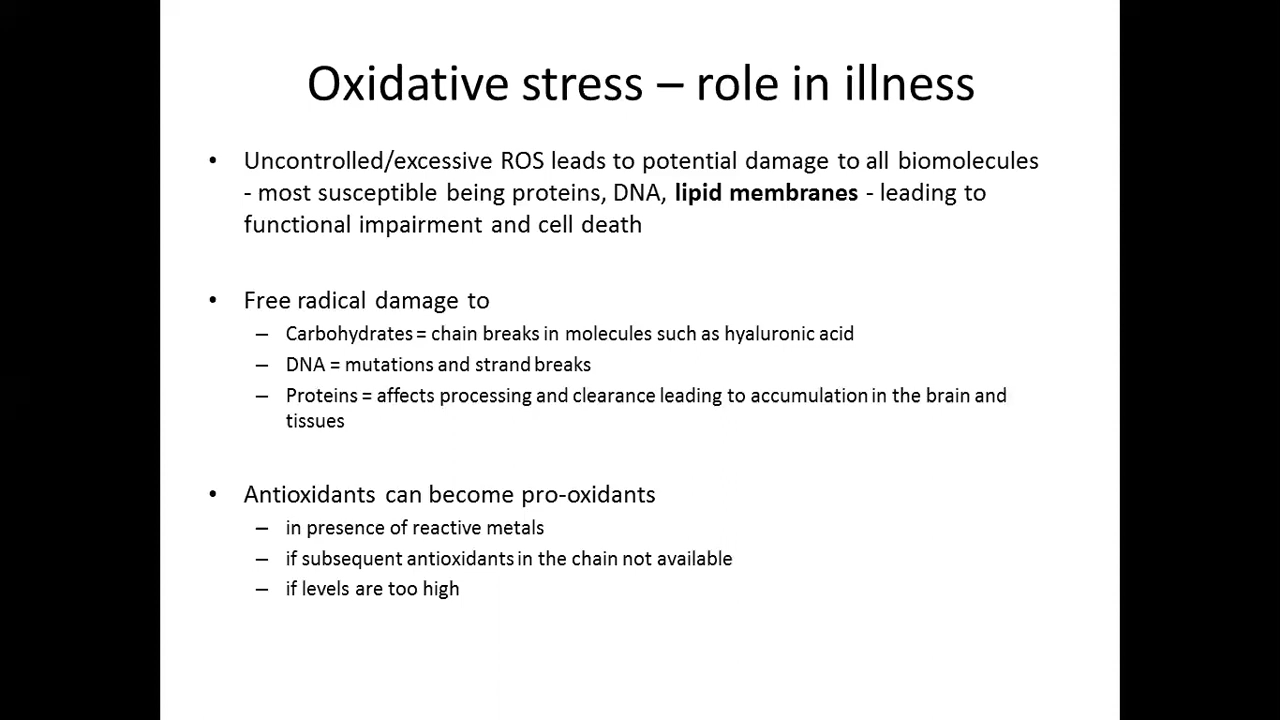 Oxidative stress – role in illness
• Uncontrolled/excessive ROS leads to potential damage to all biomolecules
- most susceptible being proteins, DNA, lipid membranes - leading to
functional impairment and cell death
• Free radical damage to
– Carbohydrates = chain breaks in molecules such as hyaluronic acid
– DNA = mutations and strand breaks
– Proteins = affects processing and clearance leading to accumulation in the brain and
tissues
• Antioxidants can become pro-oxidants
– in presence of reactive metals
– if subsequent antioxidants in the chain not available
– if levels are too high